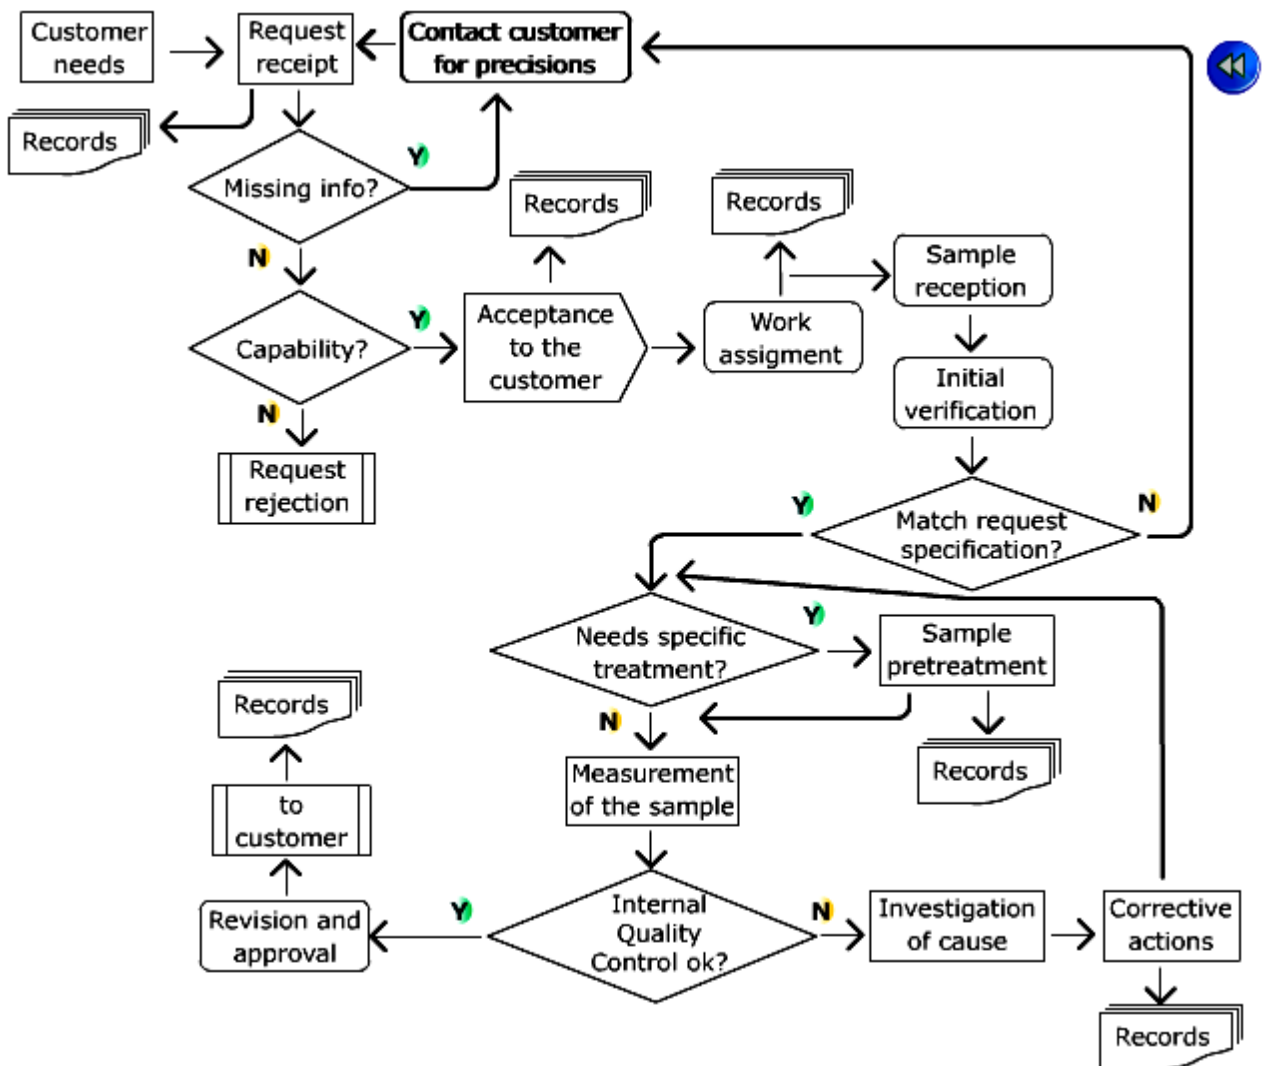 Customer
needs
Request
receipt
Contact customer
for precisions
Records
Missing info?
Y
N
Records
Records
Sample
reception
Capability?
Y
N
Acceptance
to the
customer
Work
assigment
Initial
verification
Request
rejection
Match request
specification?
Y
N
Needs specific
treatment?
Y
N
Sample
pretreatment
Records
Records
Measurement
of the sample
to
customer
Internal
Quality
Control ok?
Y
N
Revision and
approval
Investigation
of cause
Corrective
actions
Records